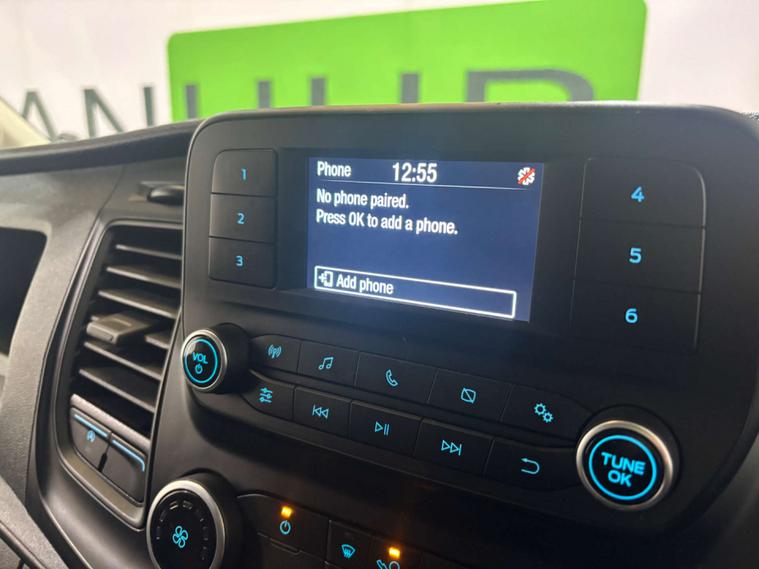 Phone 12:55
No phone paired.
Press OK to add a phone.
Add phone
1
2
3
4
5
6
VOL
TUNE
OK